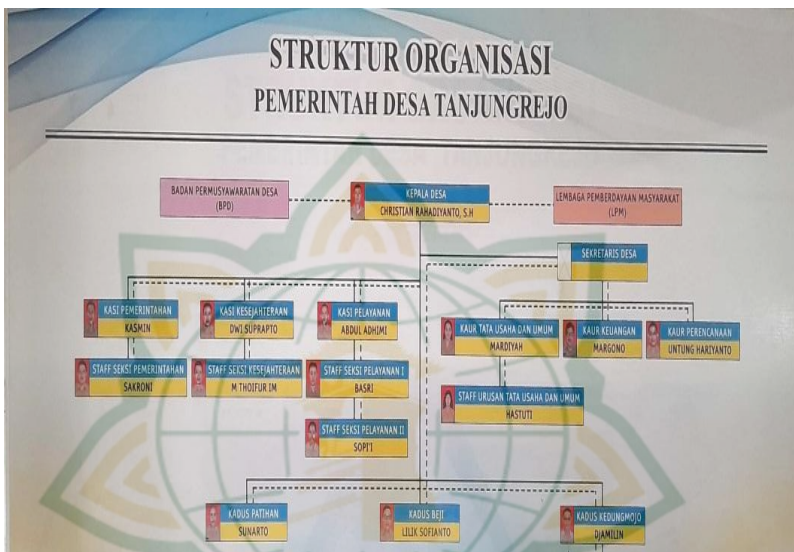 STRUKTUR ORGANISASI
PEMERINTAH DESA TANJUNGREJO
BADAN PERMUSYAWARATAN DESA
(BPD)
KEPALA DESA
CHRISTIAN RAHADIYANTO, S.H
LEMBAGA PEMBERDAYAAN MASYARAKAT
(LPM)
SEKRETARIS DESA
KASI PEMERINTAHAN
KASMIN
KASI KESEJAHTERAAN
DWI SUPRAPTO
KASI PELAYANAN
ABDUL ADHIMI
KAUR TATA USAHA DAN UMUM
MARDIYAH
KAUR KEUANGAN
MARGONO
KAUR PERENCANAAN
UNTUNG HARIYANTO
STAFF SEKSI PEMERINTAHAN
SAKRONI
STAFF SEKSI KESEJAHTERAAN
M THOIFUR IM
STAFF SEKSI PELAYANAN I
BASRI
STAFF URUSAN TATA USAHA DAN UMUM
HASTUTI
STAFF SEKSI PELAYANAN II
SOPI'I
KADUS PATIHAN
SUNARTO
KADUS BEJI
LILIK SOFIANTO
KADUS KEDUNGMOJO
DJAMILIN